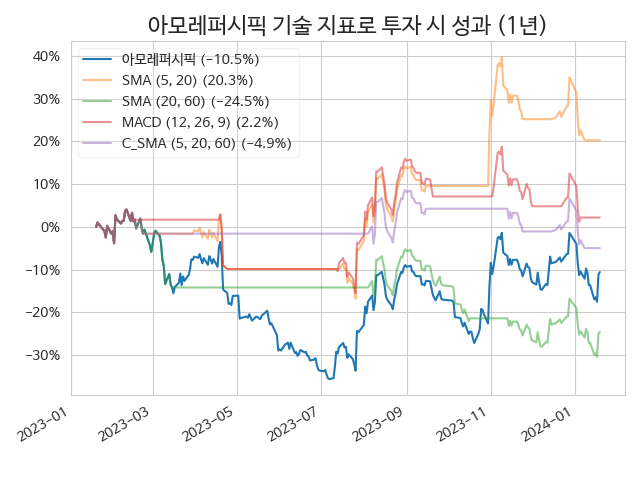 아모레퍼시픽 기술 지표로 투자 시 성과 (1년)
40%
30%
20%
10%
0%
−10%
−20%
−30%
아모레퍼시픽 (−10.5%)
SMA (5, 20) (20.3%)
SMA (20, 60) (−24.5%)
MACD (12, 26, 9) (2.2%)
C_SMA (5, 20, 60) (−4.9%)
2023−01
2023−03
2023−05
2023−07
2023−09
2023−11
2024−01